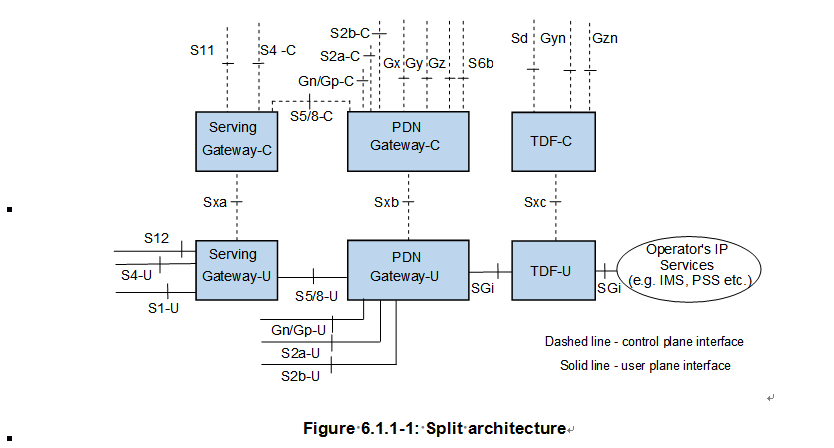 S2b-C
S11
S4 -C
S2a-C
Gx
Gy
Gz
S6b
Sd
Gyn
Gzn
Gn/Gp-C
S5/8-C
Serving
Gateway-C
PDN
Gateway-C
TDF-C
Sxa
Sxb
Sxc
S12
S4-U
S1-U
Serving
Gateway-U
S5/8-U
PDN
Gateway-U
SGi
TDF-U
SGi
Operator's IP
Services
(e.g. IMS, PSS etc.)
Gn/Gp-U
S2a-U
S2b-U
Dashed line - control plane interface
Solid line - user plane interface
Figure 6.1.1-1: Split architecture